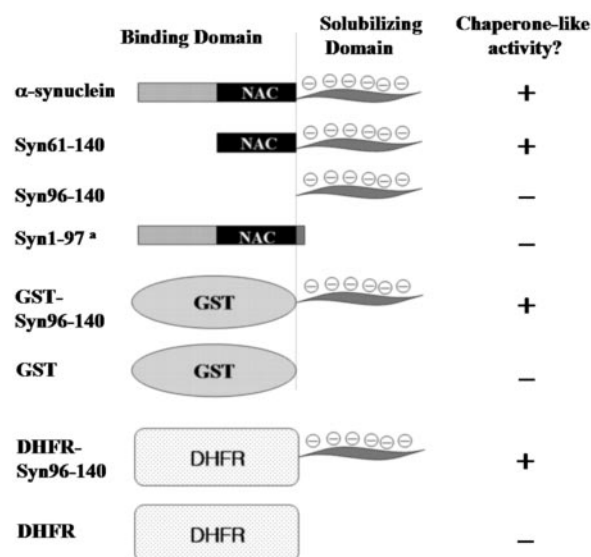 Binding Domain Solubilizing Domain Chaperone-like activity?
α-synuclein NAC ⊖ ⊖ ⊖ ⊖ ⊖ ⊖ +
Syn61-140 NAC ⊖ ⊖ ⊖ ⊖ ⊖ ⊖ +
Syn96-140 ⊖ ⊖ ⊖ ⊖ ⊖ ⊖ −
Syn1-97 ᵃ NAC −
GST-Syn96-140 GST ⊖ ⊖ ⊖ ⊖ ⊖ ⊖ +
GST GST −
DHFR-Syn96-140 DHFR ⊖ ⊖ ⊖ ⊖ ⊖ ⊖ +
DHFR DHFR −